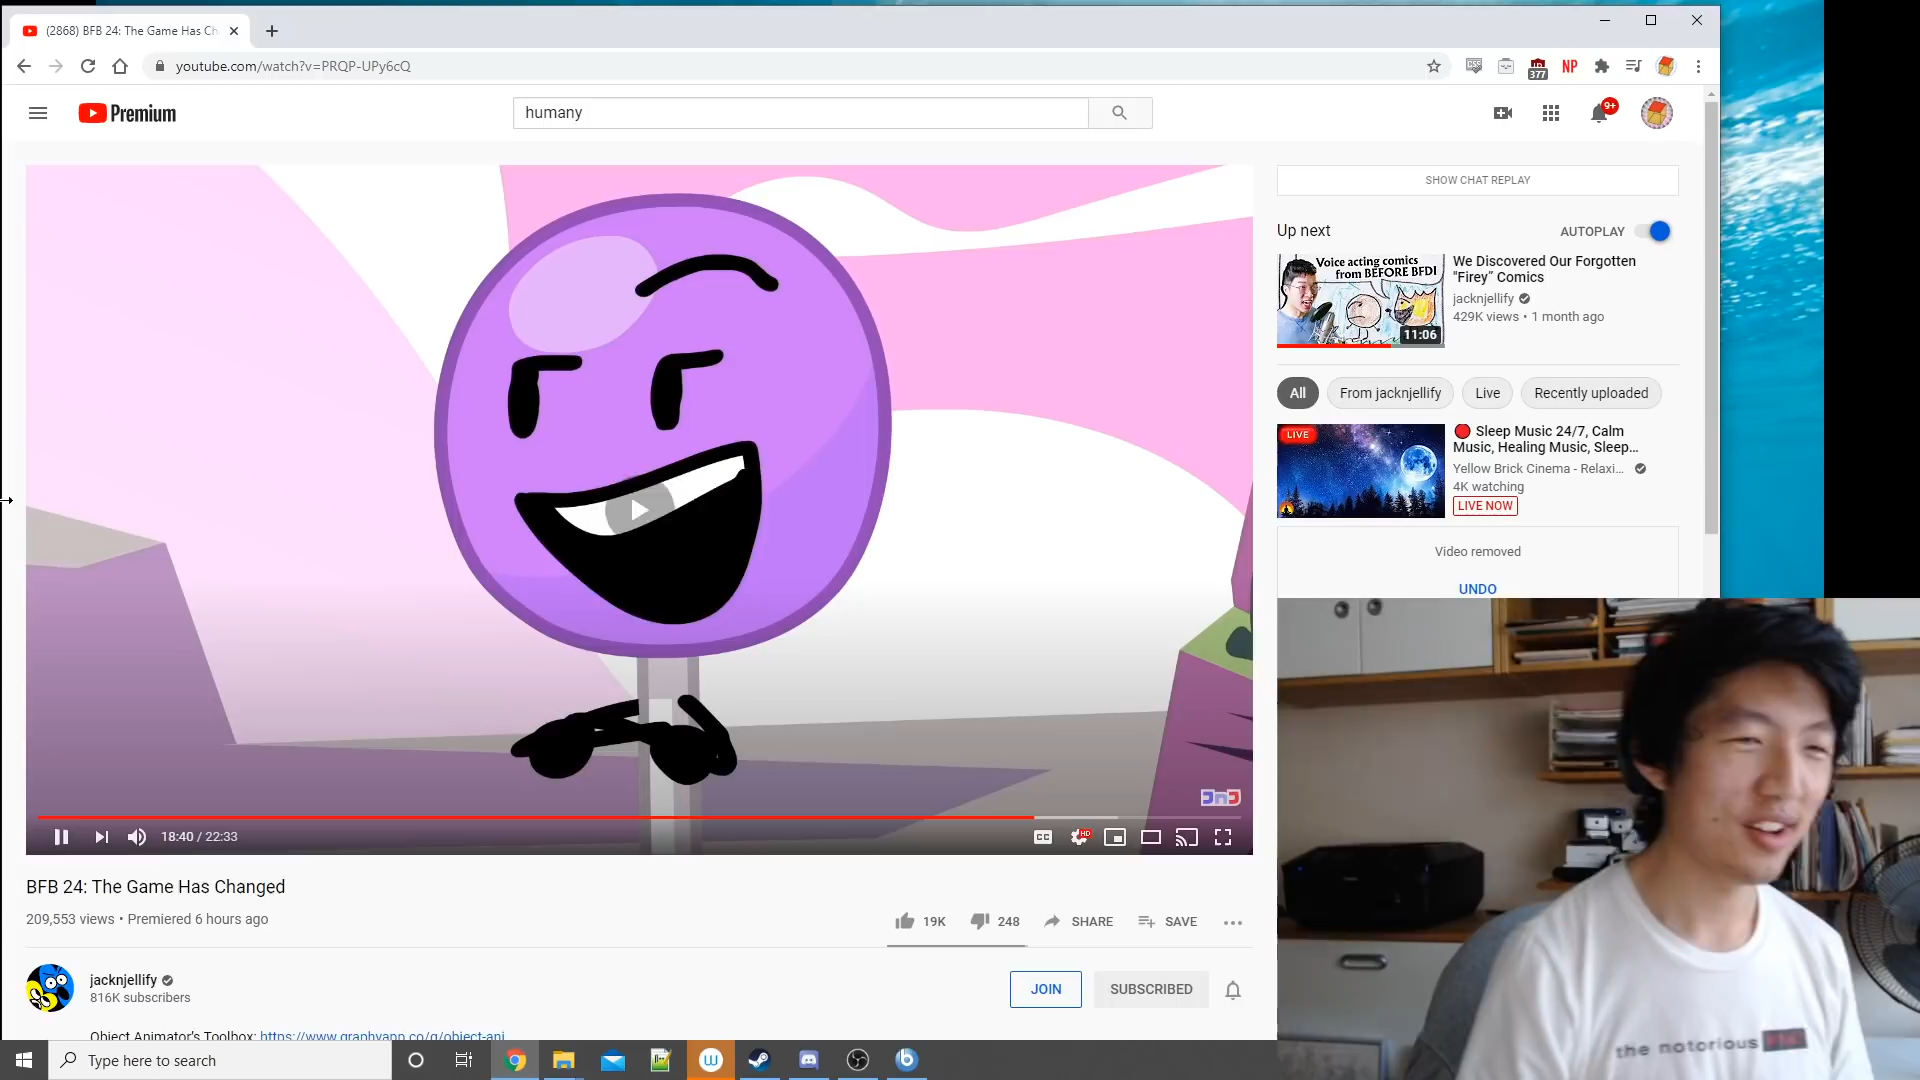 (2868) BFB 24: The Game Has Ch
youtube.com/watch?v=PRQP-UPy6cQ
377
NP
Premium
humany
9+
SHOW CHAT REPLAY
Up next
AUTOPLAY
Voice acting comics
from BEFORE BFDI
11:06
We Discovered Our Forgotten
"Firey” Comics
jacknjellify
429K views • 1 month ago
All
From jacknjellify
Live
Recently uploaded
LIVE
Sleep Music 24/7, Calm
Music, Healing Music, Sleep...
Yellow Brick Cinema - Relaxi...
4K watching
LIVE NOW
Video removed
UNDO
18:40 / 22:33
CC
HD
BFB 24: The Game Has Changed
209,553 views • Premiered 6 hours ago
19K
248
SHARE
SAVE
jacknjellify
816K subscribers
JOIN
SUBSCRIBED
Object Animator's Toolbox: https://www.graphyapp.co/g/object-ani
Type here to search
the notorious